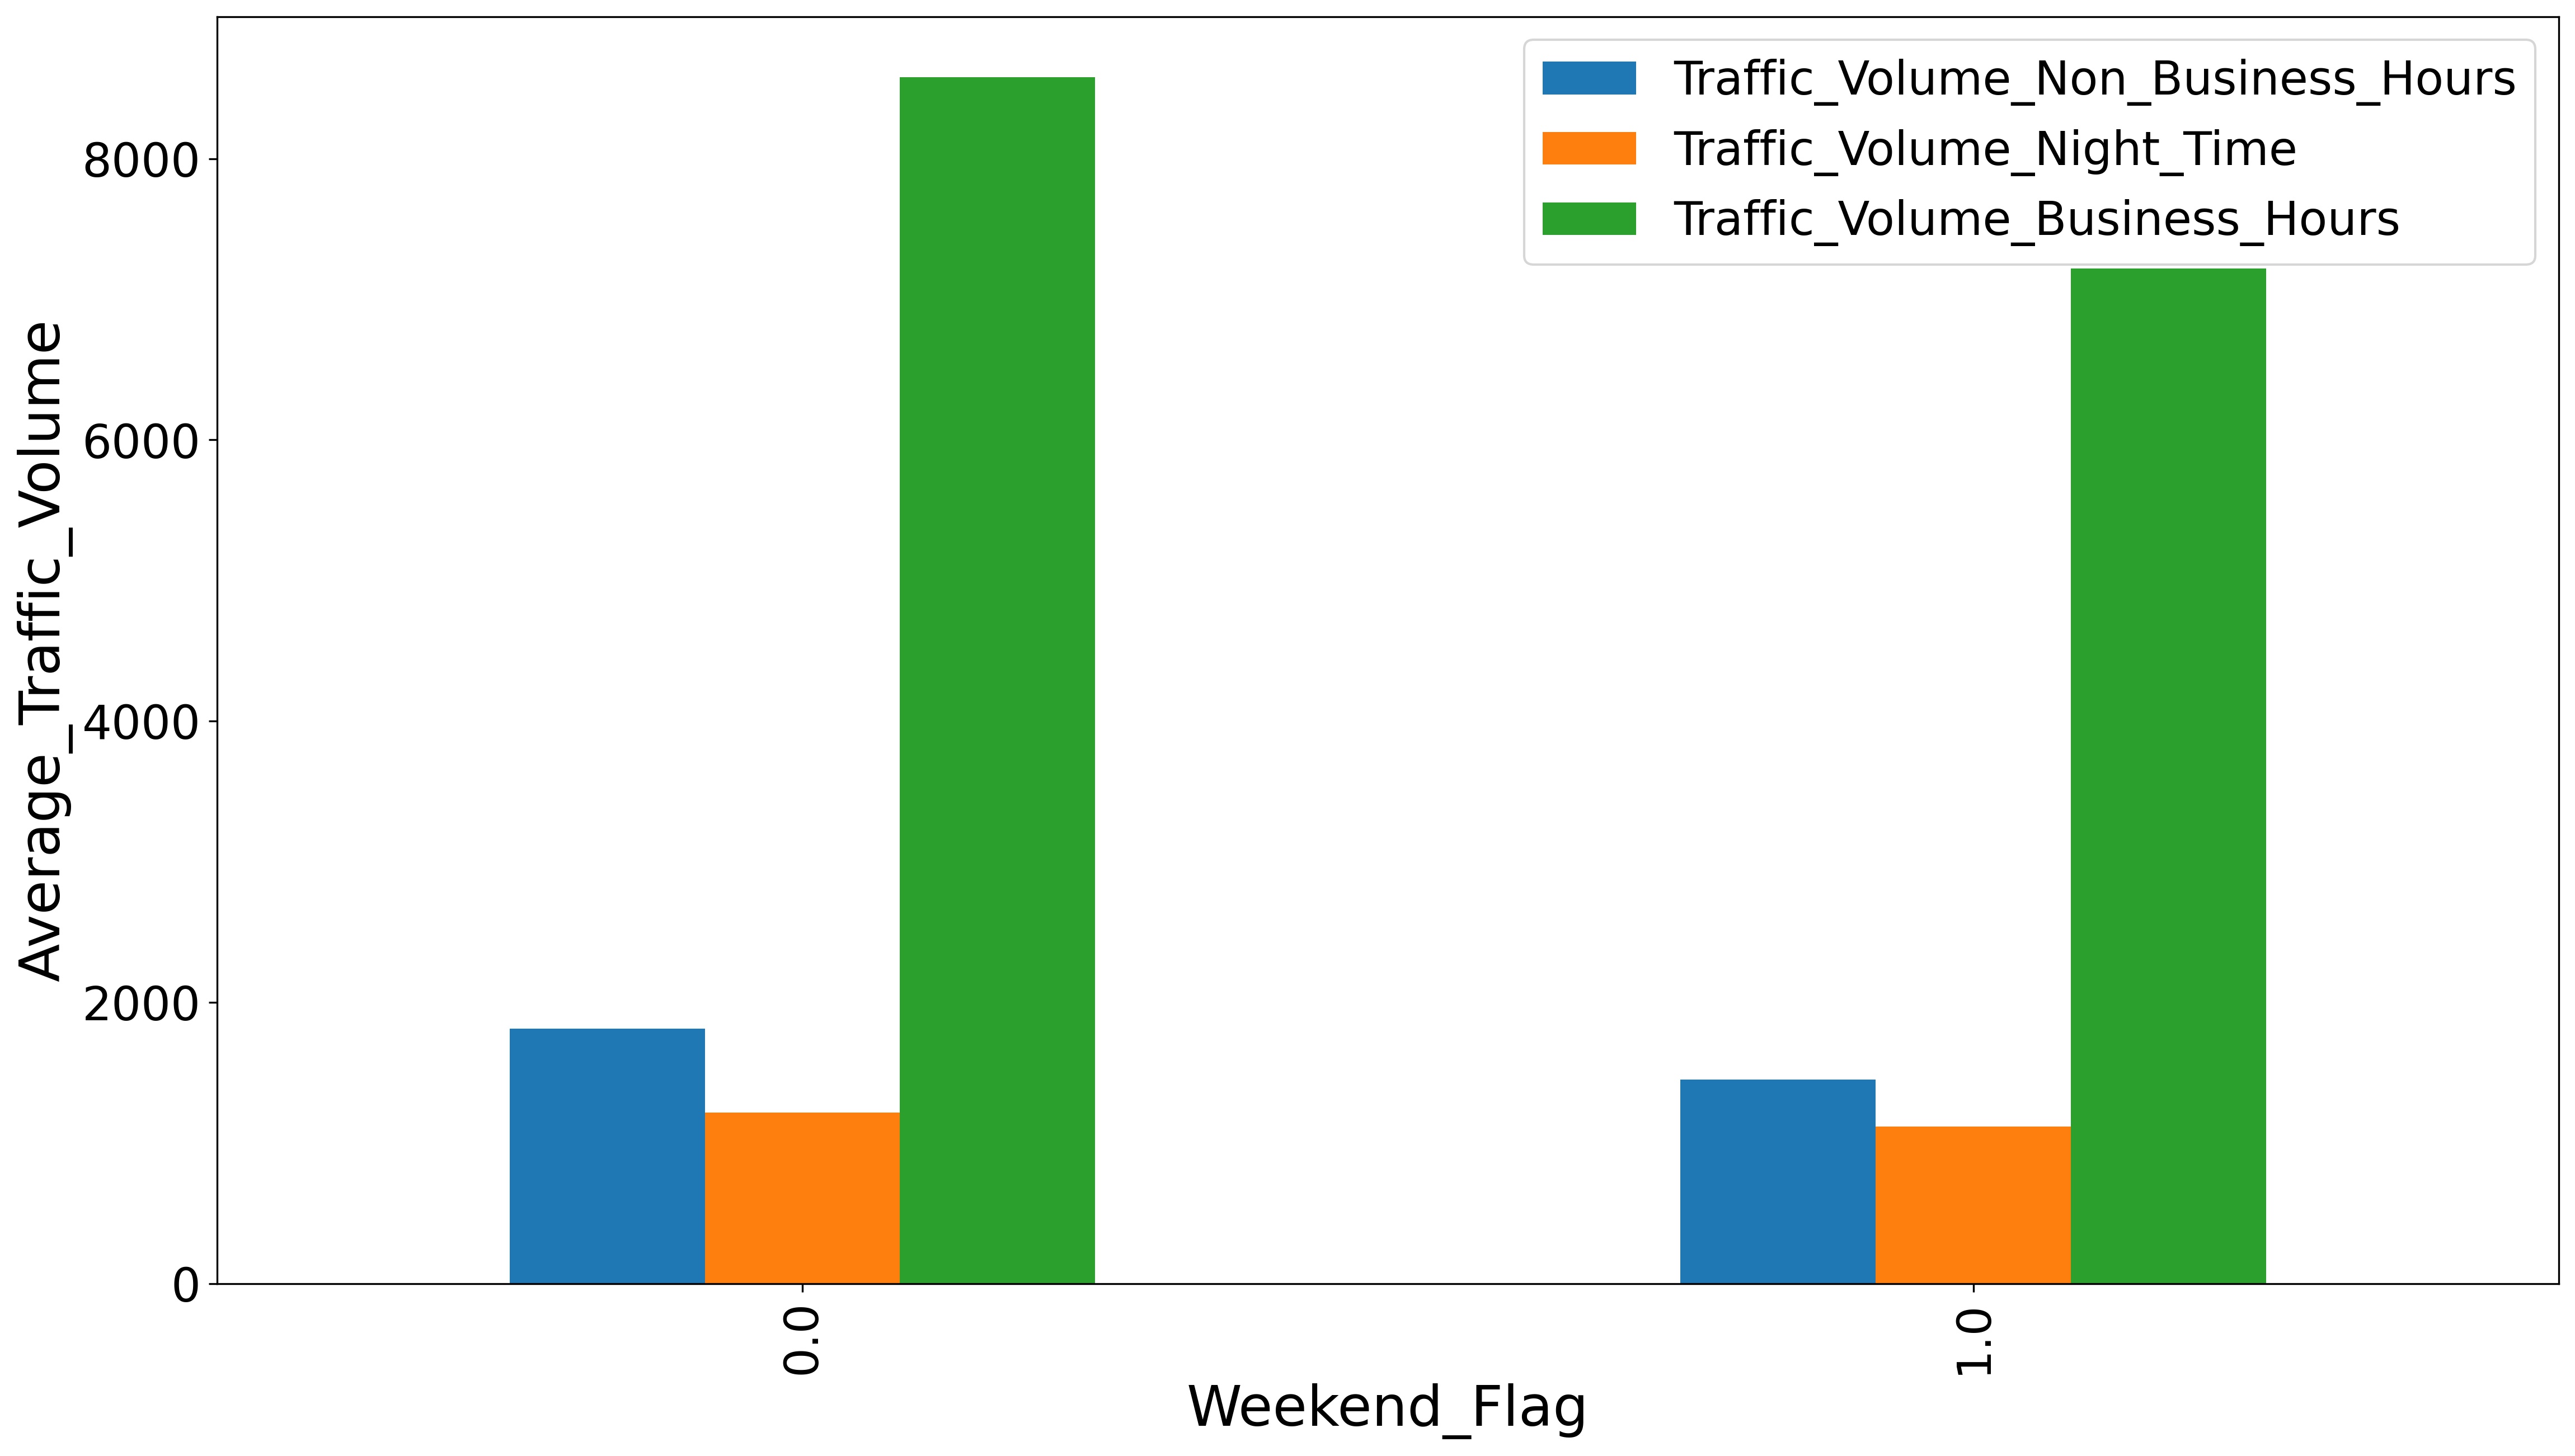 Traffic_Volume_Non_Business_Hours
Traffic_Volume_Night_Time
Traffic_Volume_Business_Hours
Average_Traffic_Volume
8000
6000
4000
2000
0
0.0
1.0
Weekend_Flag